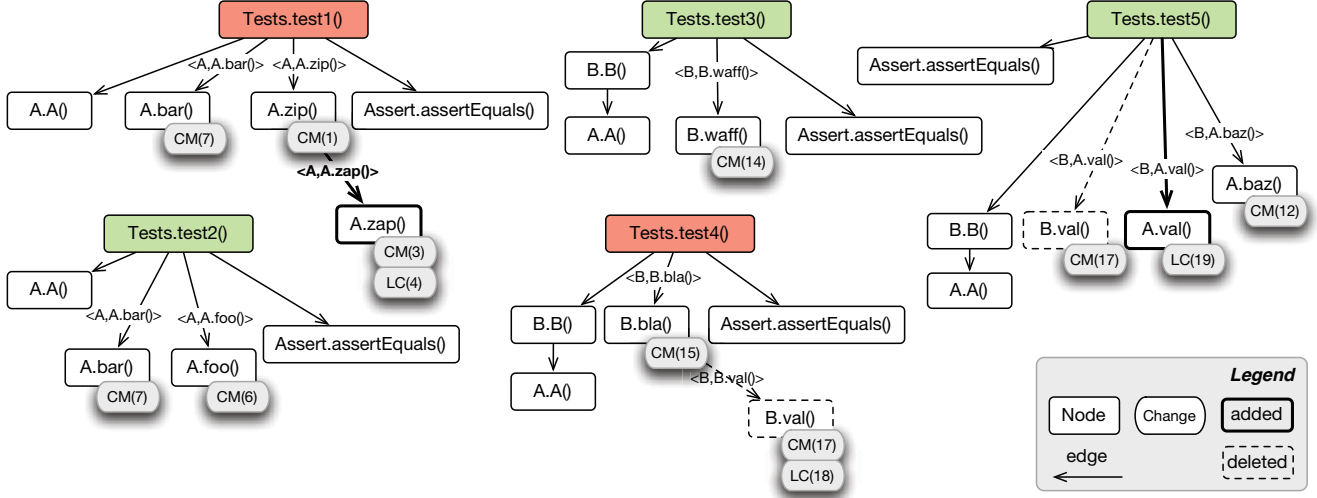 Tests.test1()
<A,A.bar()>
<A,A.zip()>
A.A()
A.bar()
A.zip()
Assert.assertEquals()
CM(7)
CM(1)
<A,A.zap()>
A.zap()
CM(3)
LC(4)
Tests.test2()
A.A()
<A,A.bar()>
<A,A.foo()>
Assert.assertEquals()
A.bar()
A.foo()
CM(7)
CM(6)
Tests.test3()
B.B()
<B,B.waff()>
A.A()
B.waff()
Assert.assertEquals()
CM(14)
Tests.test4()
<B,B.bla()>
B.B()
B.bla()
Assert.assertEquals()
CM(15)
<B,B.val()>
A.A()
B.val()
CM(17)
LC(18)
Tests.test5()
Assert.assertEquals()
<B,A.baz()>
<B,A.val()>
<B,A.val()>
A.baz()
CM(12)
B.B()
B.val()
A.val()
CM(17)
LC(19)
A.A()
Legend
Node
Change
added
edge
deleted